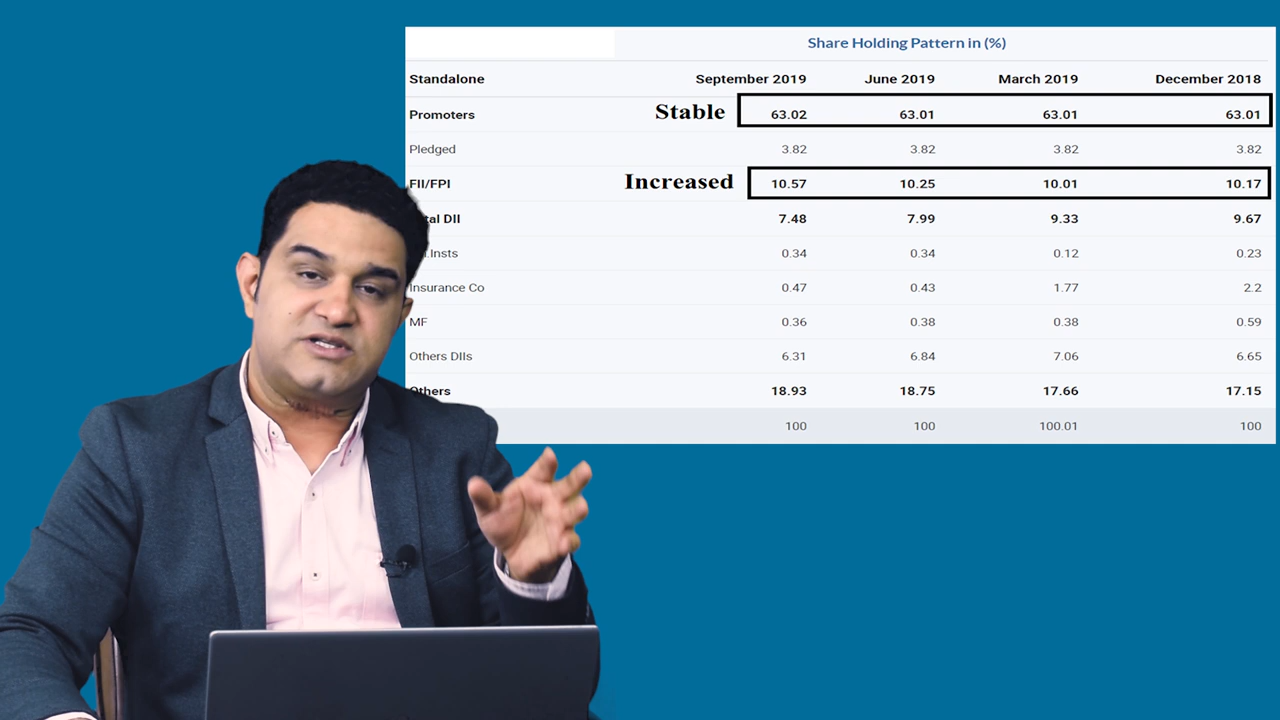 Share Holding Pattern in (%)
Standalone September 2019 June 2019 March 2019 December 2018
Promoters Stable 63.02 63.01 63.01 63.01
Pledged 3.82 3.82 3.82 3.82
FII/FPI Increased 10.57 10.25 10.01 10.17
DII 7.48 7.99 9.33 9.67
Insts 0.34 0.34 0.12 0.23
Insurance Co 0.47 0.43 1.77 2.2
MF 0.36 0.38 0.38 0.59
Others DIIs 6.31 6.84 7.06 6.65
Others 18.93 18.75 17.66 17.15
100 100 100.01 100